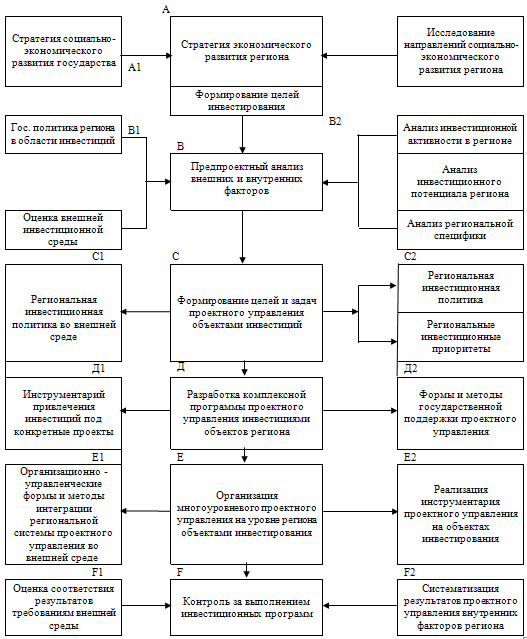 А
Стратегия социально-
экономического
развития государства
А1
Стратегия экономического
развития региона
Формирование целей
инвестирования
Исследование
направлений социально-
экономического
развития региона
Гос. политика региона
в области инвестиций
В1
В
В2
Предпроектный анализ
внешних и внутренних
факторов
Анализ инвестиционной
активности в регионе
Анализ
инвестиционного
потенциала региона
Анализ региональной
специфики
Оценка внешней
инвестиционной
среды
С1
С
С2
Региональная
инвестиционная
политика во внешней
среде
Формирование целей и задач
проектного управления
объектами инвестиций
Региональная
инвестиционная
политика
Региональные
инвестиционные
приоритеты
Д1
Д
Д2
Инструментарий
привлечения
инвестиций под
конкретные проекты
Разработка комплексной
программы проектного
управления инвестициями
объектов региона
Формы и методы
государственной
поддержки проектного
управления
Е1
Е
Е2
Организационно -
управленческие
формы и методы
интеграции
региональной
системы проектного
управления во
внешней среде
Организация
многоуровневого проектного
управления на уровне региона
объектами инвестирования
Реализация
инструментария
проектного управления
на объектах
инвестирования
F1
F
F2
Оценка соответствия
результатов
требованиям внешней
среды
Контроль за выполнением
инвестиционных программ
Систематизация
результатов проектного
управления внутренних
факторов региона